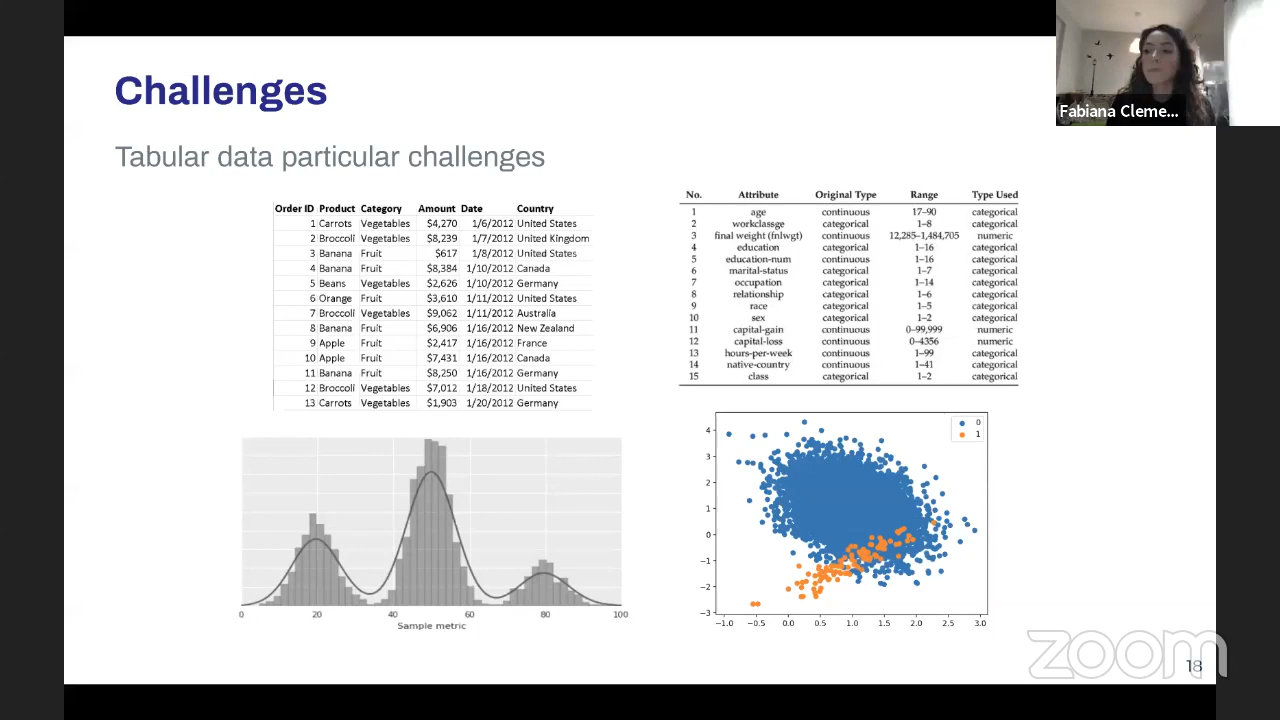 Challenges
Fabiana Cleme...
Tabular data particular challenges
Order ID Product Category Amount Date Country
1 Carrots Vegetables $4,270 1/6/2012 United States
2 Broccoli Vegetables $8,239 1/7/2012 United Kingdom
3 Banana Fruit $617 1/8/2012 United States
4 Banana Fruit $8,384 1/10/2012 Canada
5 Beans Vegetables $2,626 1/10/2012 Germany
6 Orange Fruit $3,610 1/11/2012 United States
7 Broccoli Vegetables $9,062 1/11/2012 Australia
8 Banana Fruit $6,906 1/16/2012 New Zealand
9 Apple Fruit $2,417 1/16/2012 France
10 Apple Fruit $7,431 1/16/2012 Canada
11 Banana Fruit $8,250 1/16/2012 Germany
12 Broccoli Vegetables $7,012 1/18/2012 United States
13 Carrots Vegetables $1,903 1/20/2012 Germany
No. Attribute Original Type Range Type Used
1 age continuous 17–90 categorical
2 workclassge categorical 1–8 categorical
3 final weight (fnlwgt) continuous 12,285–1,484,705 numeric
4 education categorical 1–16 categorical
5 education-num continuous 1–16 categorical
6 marital-status categorical 1–7 categorical
7 occupation categorical 1–14 categorical
8 relationship categorical 1–6 categorical
9 race categorical 1–5 categorical
10 sex categorical 1–2 categorical
11 capital-gain continuous 0–99,999 numeric
12 capital-loss continuous 0–4356 numeric
13 hours-per-week continuous 1–99 categorical
14 native-country continuous 1–41 categorical
15 class categorical 1–2 categorical
0 20 40 60 80 100
Sample metric
0
1
4
3
2
1
0
−1
−2
−3
−1.0 −0.5 0.0 0.5 1.0 1.5 2.0 2.5 3.0
zoom
18